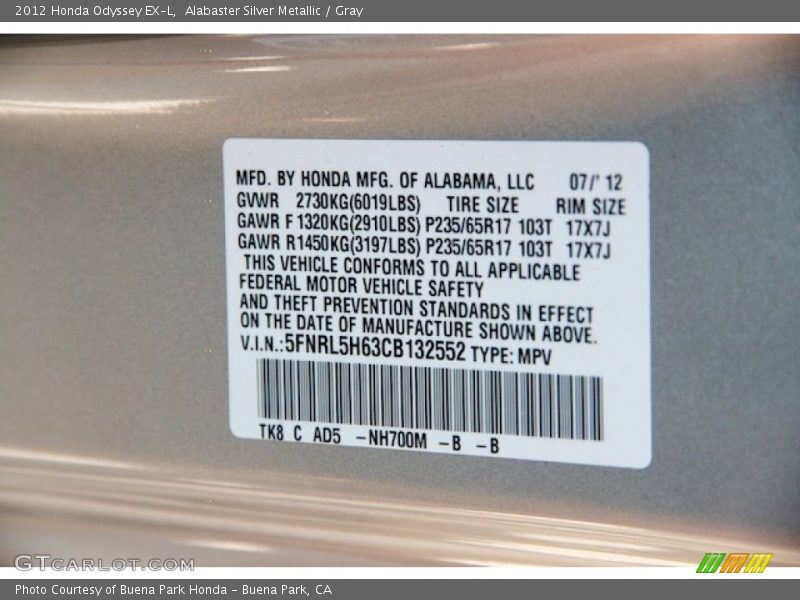 2012 Honda Odyssey EX-L,  Alabaster Silver Metallic / Gray
MFD. BY HONDA MFG. OF ALABAMA, LLC 07/' 12
GVWR 2730KG(6019LBS) TIRE SIZE RIM SIZE
GAWR F 1320KG(2910LBS) P235/65R17 103T 17X7J
GAWR R1450KG(3197LBS) P235/65R17 103T 17X7J
THIS VEHICLE CONFORMS TO ALL APPLICABLE
FEDERAL MOTOR VEHICLE SAFETY
AND THEFT PREVENTION STANDARDS IN EFFECT
ON THE DATE OF MANUFACTURE SHOWN ABOVE.
V.I.N.:5FNRL5H63CB132552 TYPE: MPV
TK8 C AD5 -NH700M -B -B
GTCARLOT.COM
Photo Courtesy of Buena Park Honda - Buena Park, CA